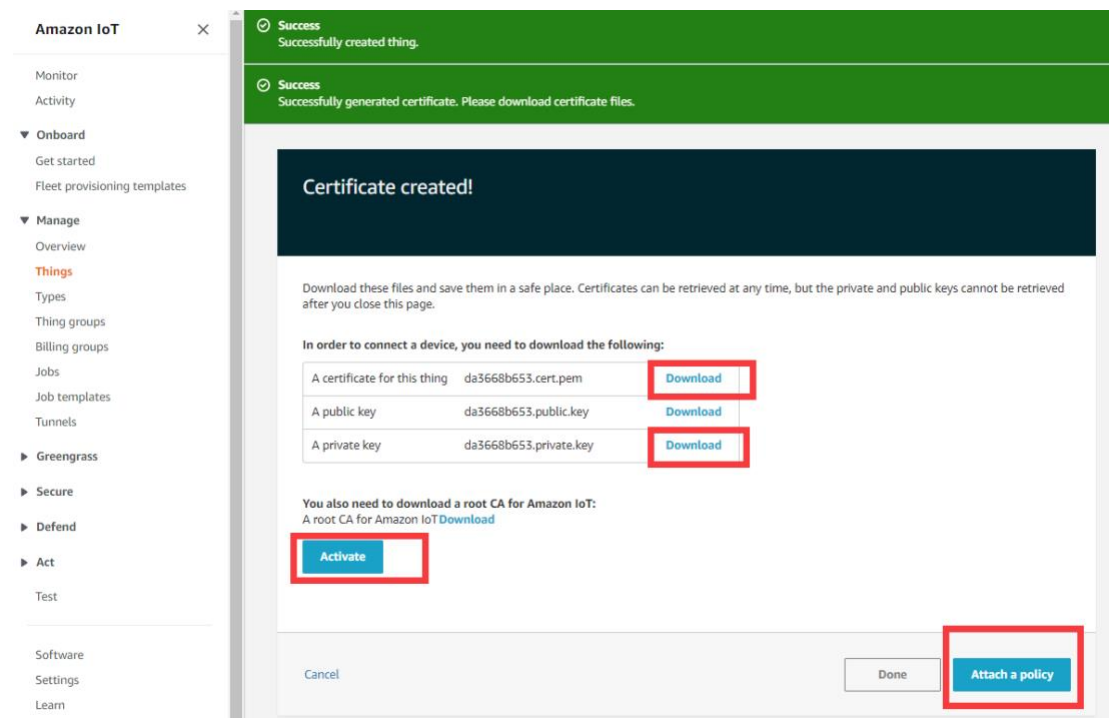 Amazon IoT
Monitor
Activity
Onboard
Get started
Fleet provisioning templates
Manage
Overview
Things
Types
Thing groups
Billing groups
Jobs
Job templates
Tunnels
Greengrass
Secure
Defend
Act
Test
Software
Settings
Learn
Success
Successfully created thing.
Success
Successfully generated certificate. Please download certificate files.
Certificate created!
Download these files and save them in a safe place. Certificates can be retrieved at any time, but the private and public keys cannot be retrieved
after you close this page.
In order to connect a device, you need to download the following:
A certificate for this thing da3668b653.cert.pem Download
A public key da3668b653.public.key Download
A private key da3668b653.private.key Download
You also need to download a root CA for Amazon IoT:
A root CA for Amazon IoTDownload
Activate
Cancel Done Attach a policy